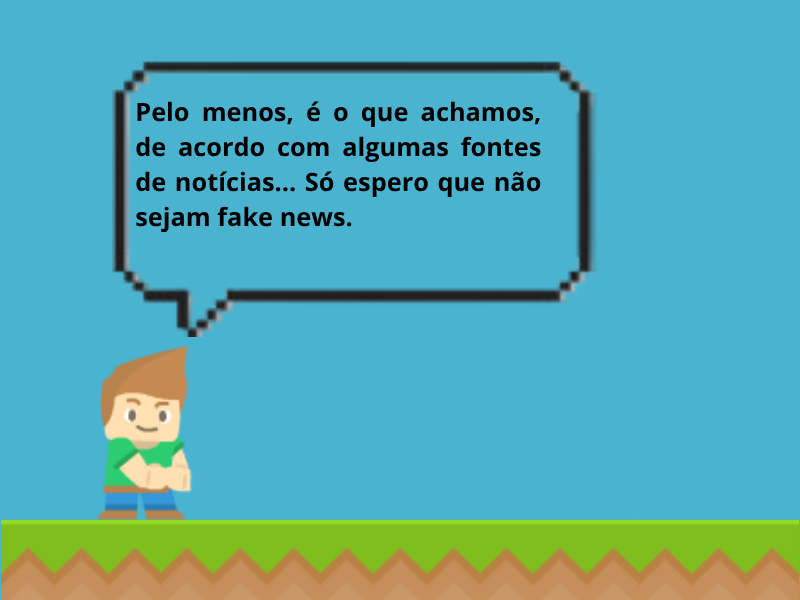 Pelo menos, é o que achamos,
de acordo com algumas fontes
de notícias... Só espero que não
sejam fake news.